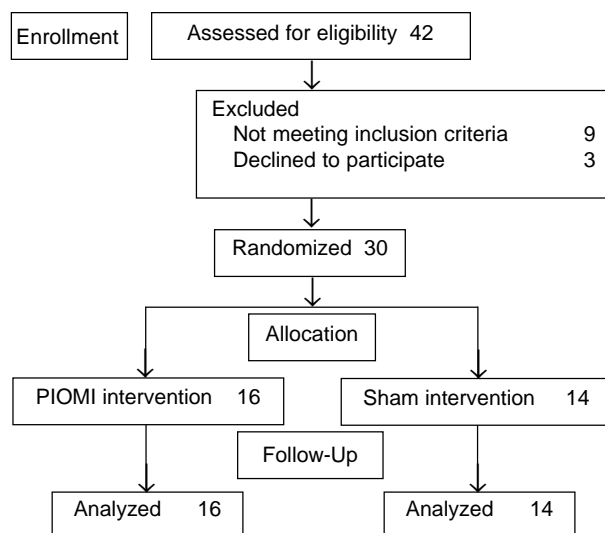 Enrollment
Assessed for eligibility 42
Excluded
Not meeting inclusion criteria 9
Declined to participate 3
Randomized 30
Allocation
PIOMI intervention 16
Sham intervention 14
Follow-Up
Analyzed 16
Analyzed 14